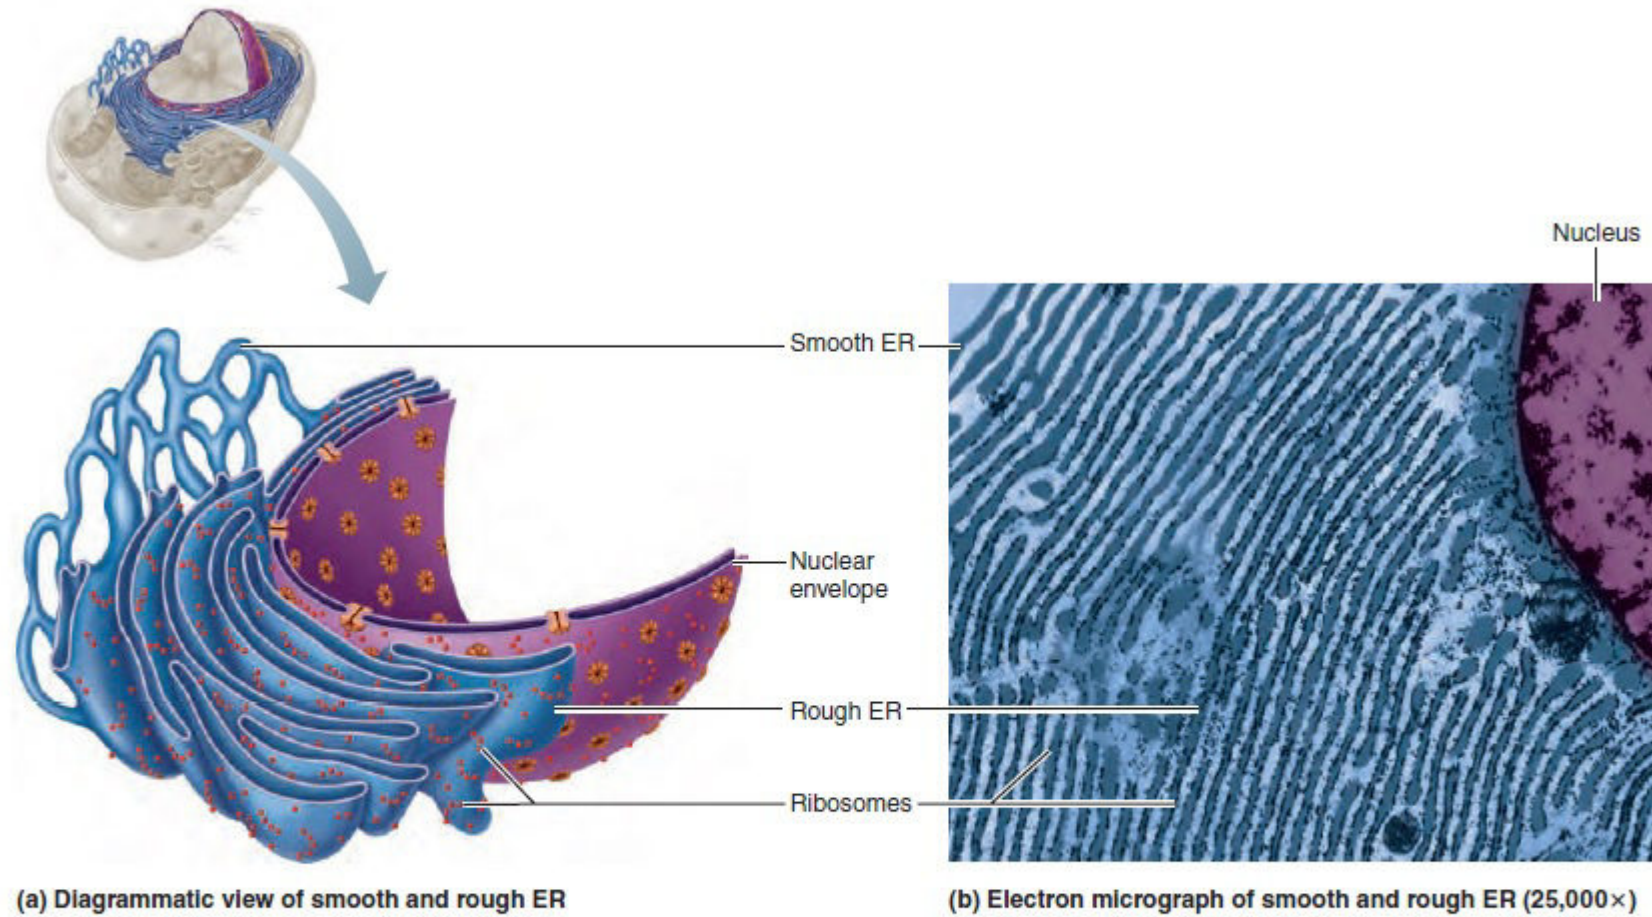 Nucleus
Smooth ER
Nuclear
envelope
Rough ER
Ribosomes
(a) Diagrammatic view of smooth and rough ER
(b) Electron micrograph of smooth and rough ER (25,000×)